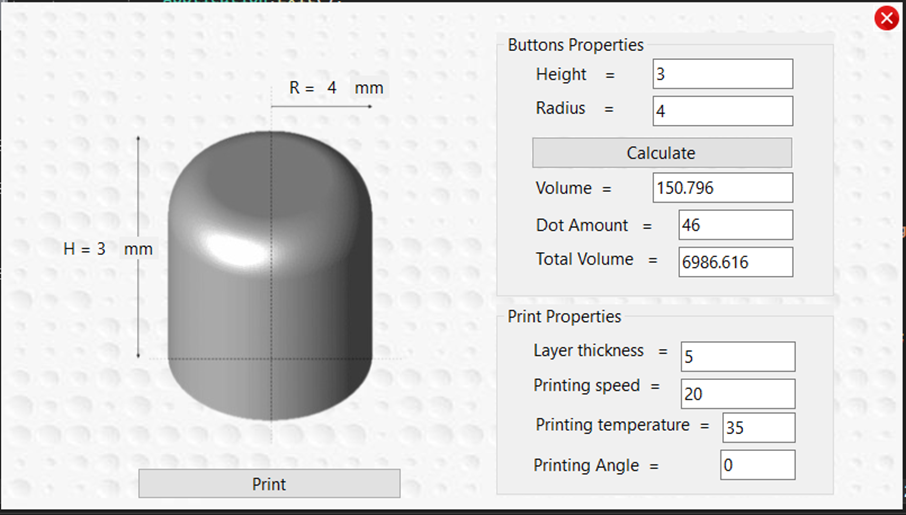 R = 4 mm
H = 3 mm
Print
Buttons Properties
Height = 3
Radius = 4
Calculate
Volume = 150.796
Dot Amount = 46
Total Volume = 6986.616
Print Properties
Layer thickness = 5
Printing speed = 20
Printing temperature = 35
Printing Angle = 0